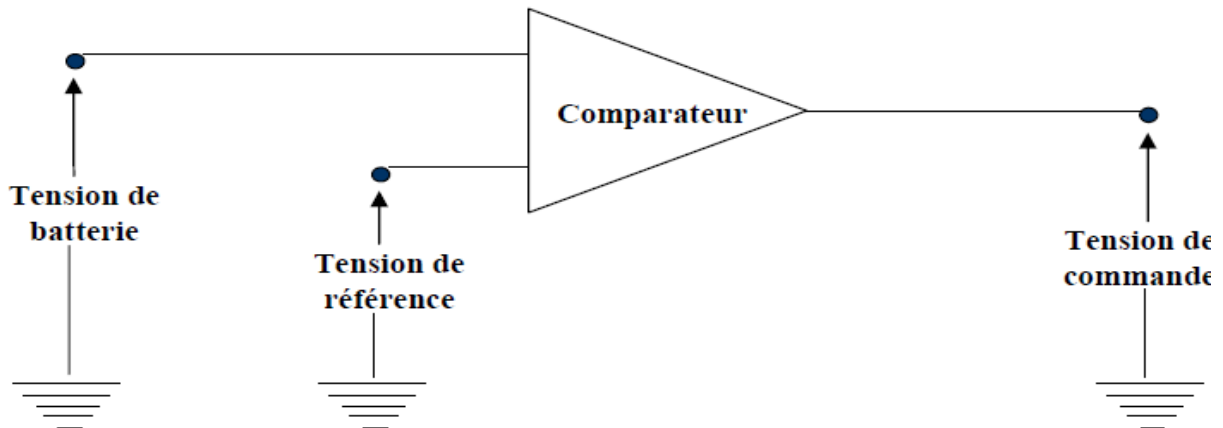 Comparateur
Tension de
batterie
Tension de
référence
Tension de
commande